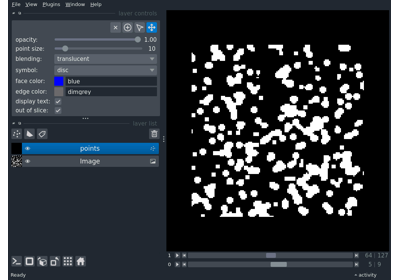 File View Plugins Window Help
layer controls
opacity: 1.00
point size: 10
blending: translucent
symbol: disc
face color: blue
edge color: dimgrey
display text:
out of slice:
layer list
points
Image
1 64 127
0 5 9
Ready
activity